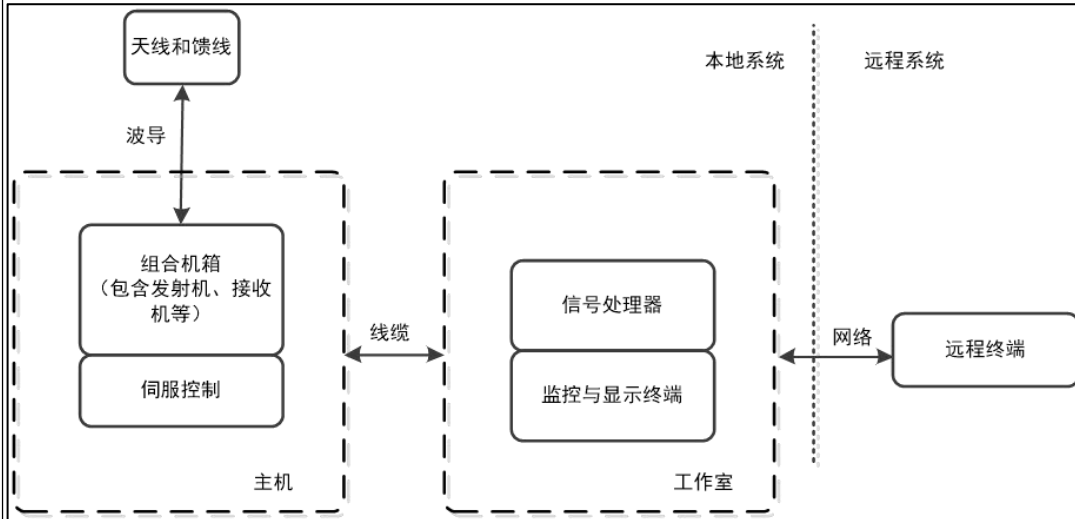 天线和馈线
本地系统
远程系统
波导
组合机箱
（包含发射机、接收
机等）
伺服控制
主机
线缆
信号处理器
监控与显示终端
工作室
网络
远程终端